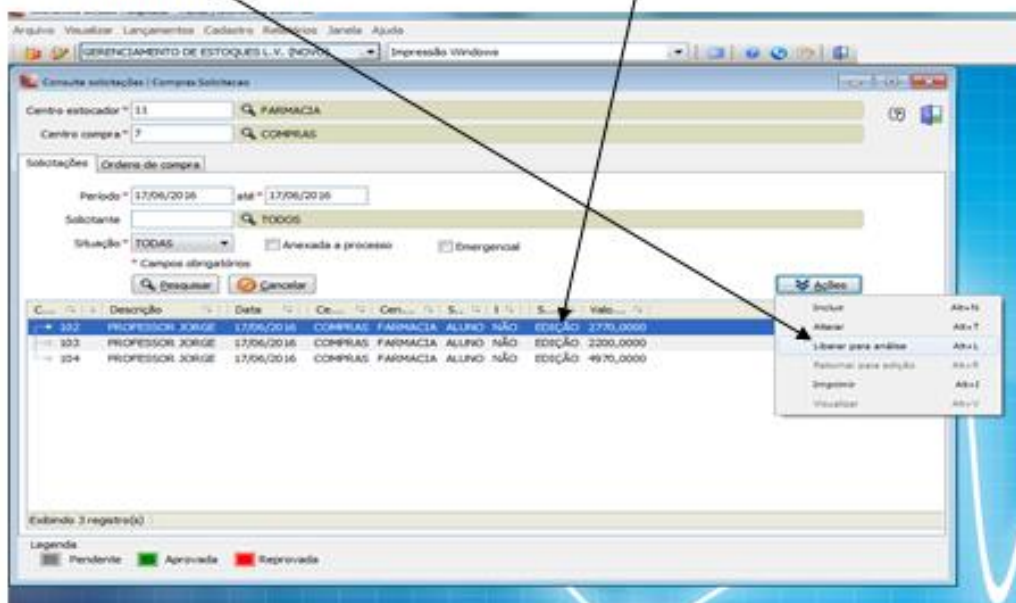 Arquivo Visualizar Lançamentos Cadastro Relatórios Janela Ajuda
GERENCIAMENTO DE ESTOQUES L.V. (NOVO) Impressão Windows
Consulta solicitações | Compras Solicitacao
Centro estocador * 11 FARMACIA
Centro compra * 7 COMPRAS
Solicitações Ordens de compra
Período * 17/06/2016 até * 17/06/2016
Solicitante TODOS
Situação * TODAS Anexada a processo Emergencial
* Campos obrigatórios
Pesquisar Cancelar Ações
C... Descrição Data Ce... Cen... S... I S... Valo...
102 PROFESSOR JORGE 17/06/2016 COMPRAS FARMACIA ALUNO NÃO EDIÇÃO 2770,0000
103 PROFESSOR JORGE 17/06/2016 COMPRAS FARMACIA ALUNO NÃO EDIÇÃO 2200,0000
104 PROFESSOR JORGE 17/06/2016 COMPRAS FARMACIA ALUNO NÃO EDIÇÃO 4970,0000
Incluir Alt+N
Alterar Alt+T
Liberar para análise Alt+L
Retornar para edição Alt+R
Imprimir Alt+I
Visualizar Alt+V
Exibindo 3 registro(s)
Legenda
Pendente Aprovada Reprovada